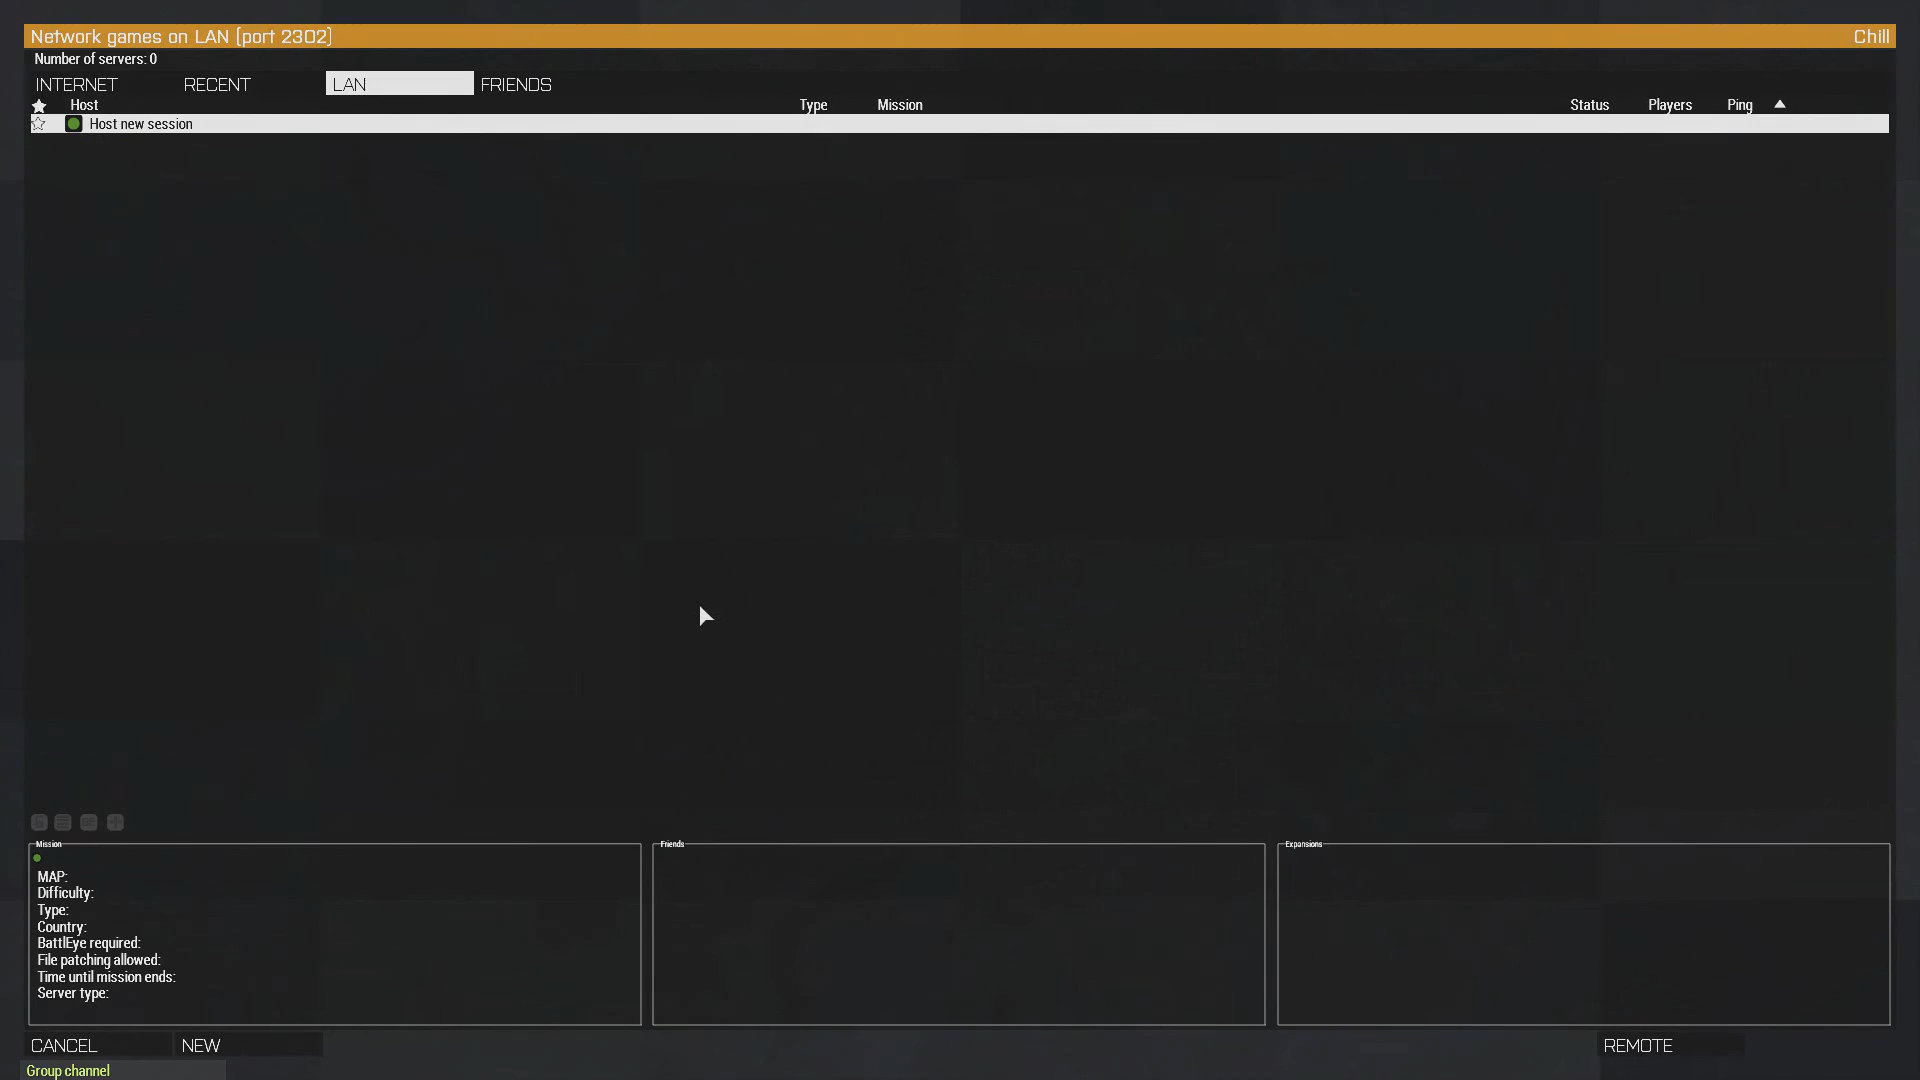 Network games on LAN (port 2302) Chill
Number of servers: 0
INTERNET RECENT LAN FRIENDS
Host Type Mission Status Players Ping
Host new session
Mission
MAP:
Difficulty:
Type:
Country:
BattlEye required:
File patching allowed:
Time until mission ends:
Server type:
Friends
Expansions
CANCEL NEW REMOTE
Group channel